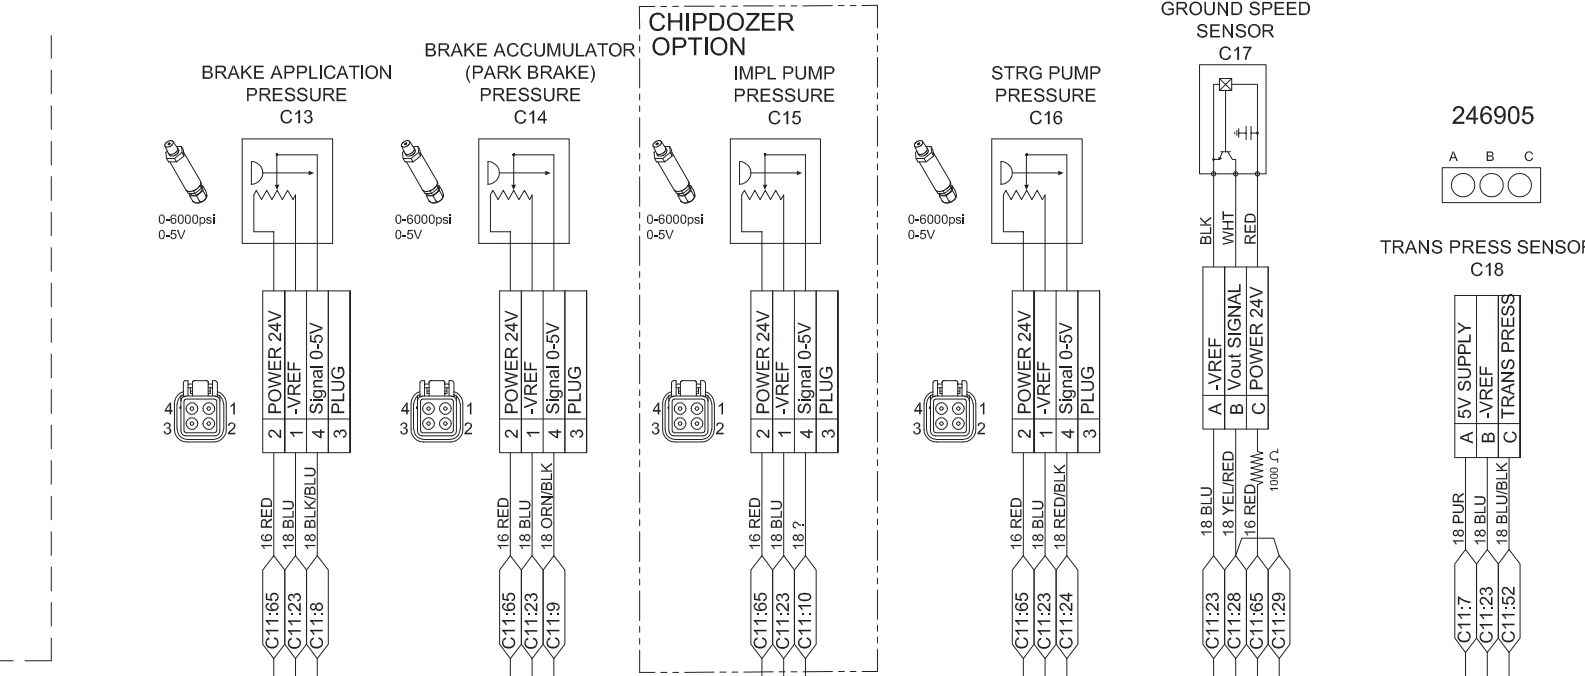 CHIPDOZER
OPTION
BRAKE APPLICATION
PRESSURE
C13
0-6000psi
0-5V
2 POWER 24V
1 -VREF
4 Signal 0-5V
3 PLUG
4 1
3 2
16 RED
18 BLU
18 BLK/BLU
C11:65
C11:23
C11:8
BRAKE ACCUMULATOR
(PARK BRAKE)
PRESSURE
C14
0-6000psi
0-5V
2 POWER 24V
1 -VREF
4 Signal 0-5V
3 PLUG
4 1
3 2
16 RED
18 BLU
18 ORN/BLK
C11:65
C11:23
C11:9
IMPL PUMP
PRESSURE
C15
0-6000psi
0-5V
2 POWER 24V
1 -VREF
4 Signal 0-5V
3 PLUG
4 1
3 2
16 RED
18 BLU
18 ?
C11:65
C11:23
C11:10
STRG PUMP
PRESSURE
C16
0-6000psi
0-5V
2 POWER 24V
1 -VREF
4 Signal 0-5V
3 PLUG
4 1
3 2
16 RED
18 BLU
18 RED/BLK
C11:65
C11:23
C11:24
GROUND SPEED
SENSOR
C17
BLK
WHT
RED
A -VREF
B Vout SIGNAL
C POWER 24V
18 BLU
18 YEL/RED
16 RED
1000 Ω
C11:23
C11:28
C11:65
C11:29
246905
A B C
TRANS PRESS SENSOR
C18
A 5V SUPPLY
B -VREF
C TRANS PRESS
18 PUR
18 BLU
18 BLU/BLK
C11:7
C11:23
C11:52